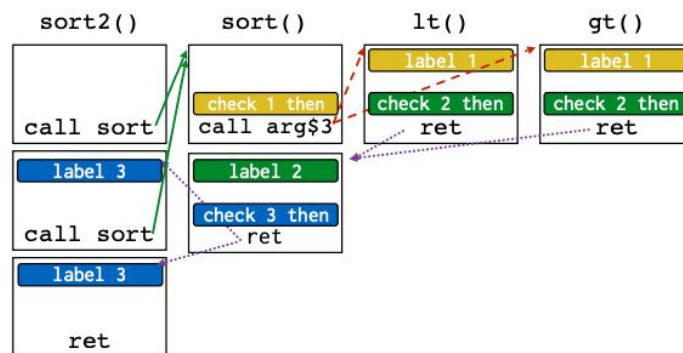 sort2()
sort()
lt()
gt()
label 1
label 1
check 1 then
check 2 then
check 2 then
call sort
call arg$3
ret
ret
label 3
label 2
check 3 then
call sort
ret
label 3
ret